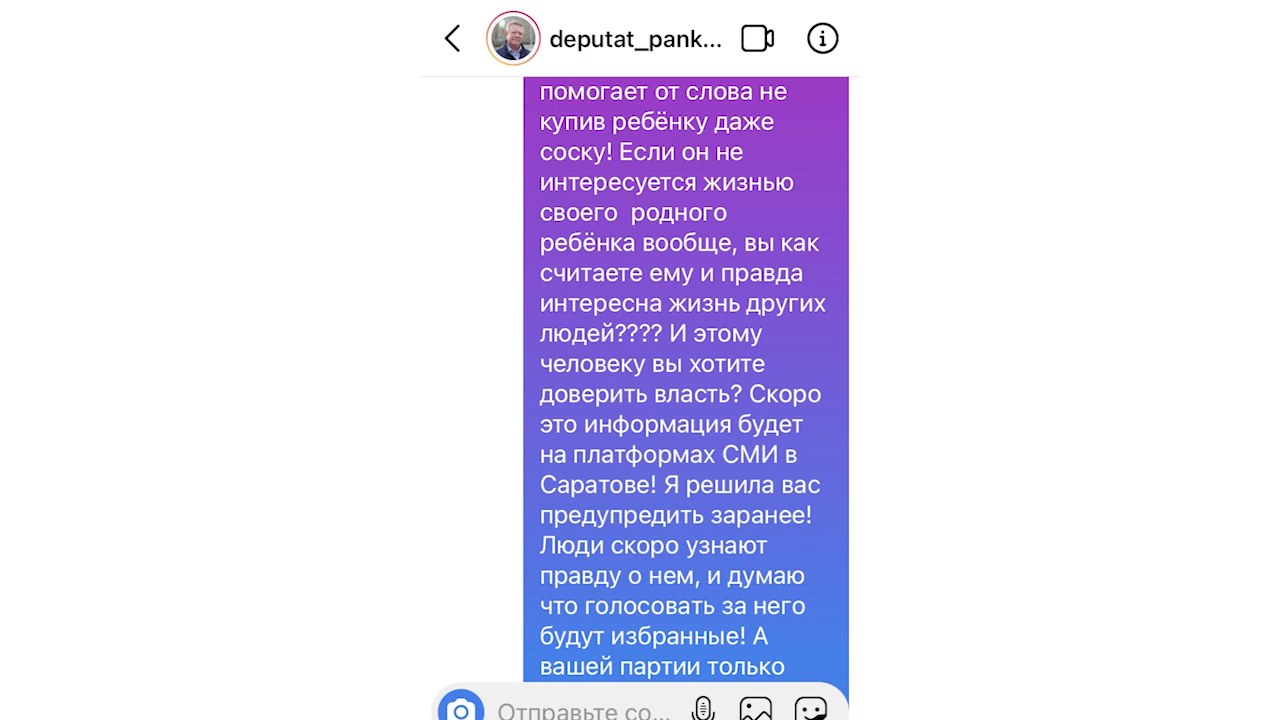 deputat_pank...
помогает от слова не
купив ребёнку даже
соску! Если он не
интересуется жизнью
своего  родного
ребёнка вообще, вы как
считаете ему и правда
интересна жизнь других
людей???? И этому
человеку вы хотите
доверить власть? Скоро
это информация будет
на платформах СМИ в
Саратове! Я решила вас
предупредить заранее!
Люди скоро узнают
правду о нем, и думаю
что голосовать за него
будут избранные! А
вашей партии только
Отправьте со...